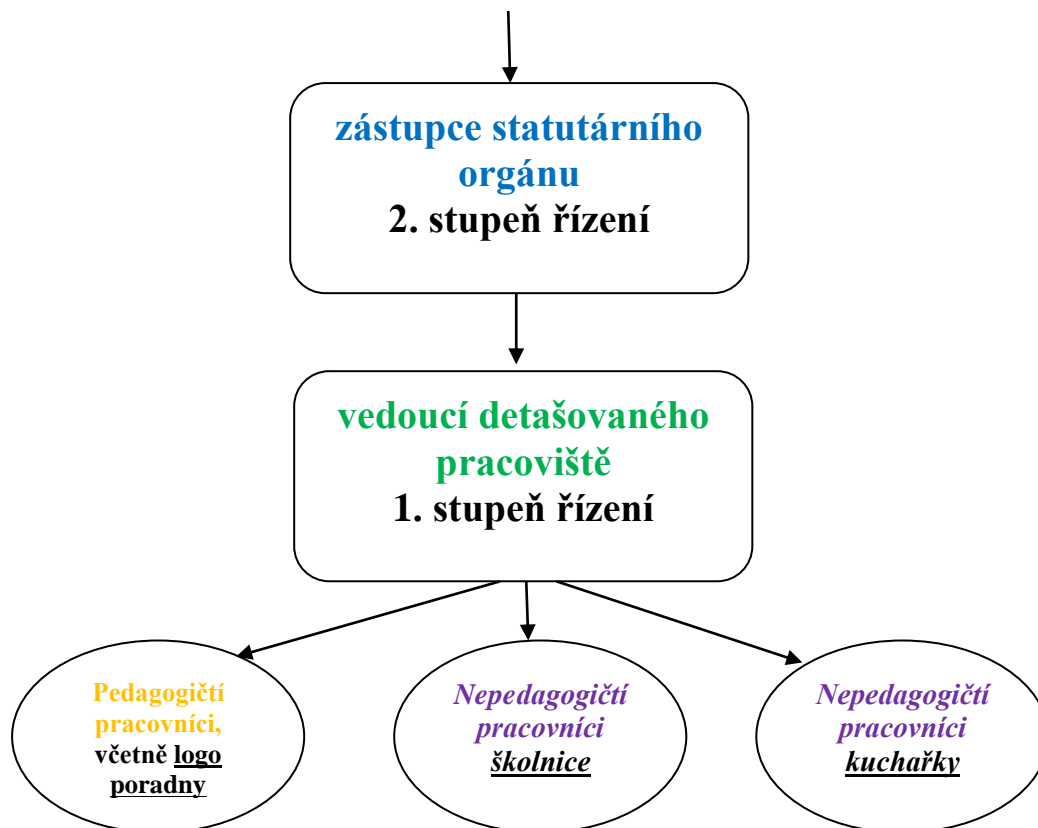 zástupce statutárního
orgánu
2. stupeň řízení
vedoucí detašovaného
pracoviště
1. stupeň řízení
Pedagogičtí
pracovníci,
včetně logo
poradny
Nepedagogičtí
pracovníci
školnice
Nepedagogičtí
pracovníci
kuchařky